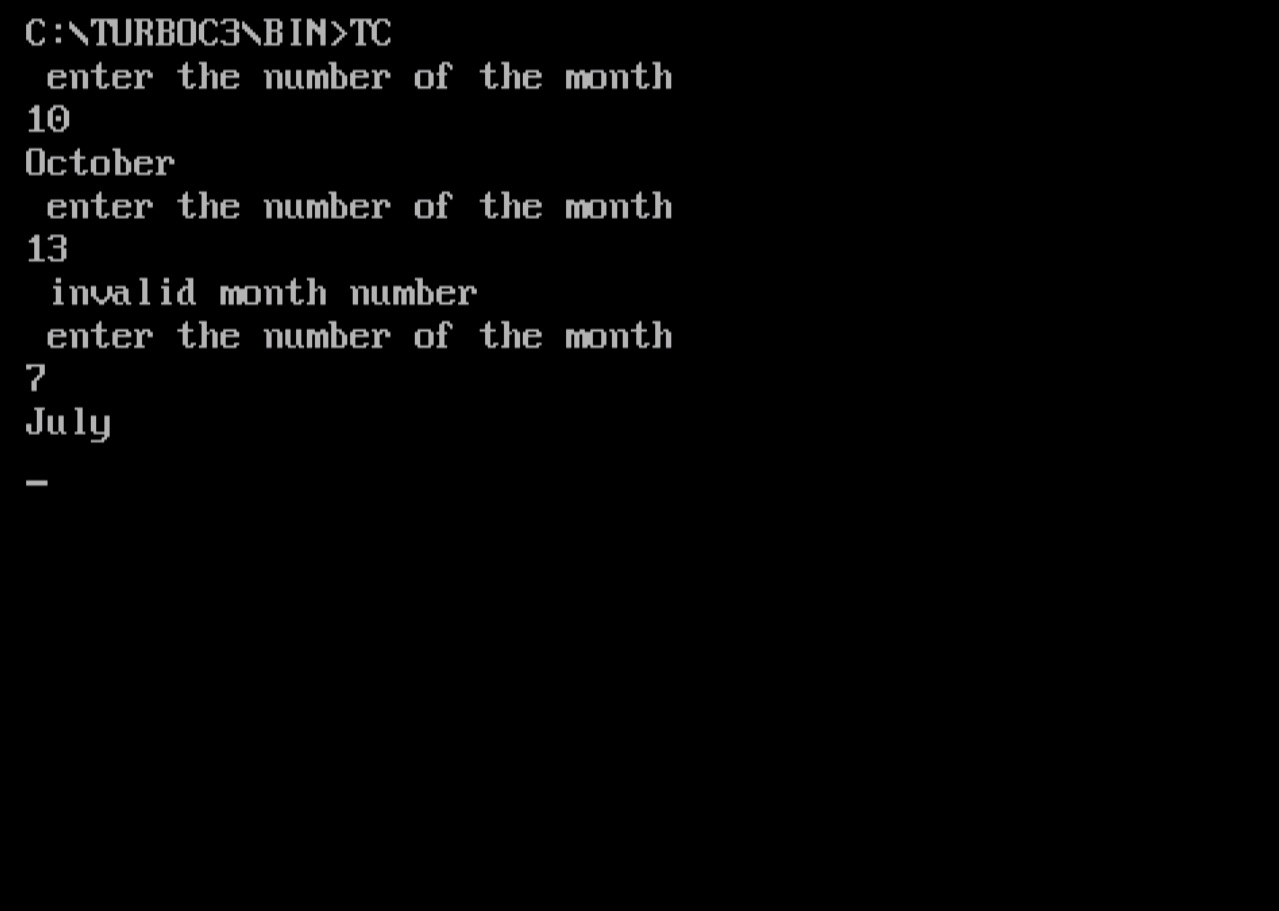 C:\TURBOC3\BIN>TC
enter the number of the month
10
October
enter the number of the month
13
invalid month number
enter the number of the month
7
July
_